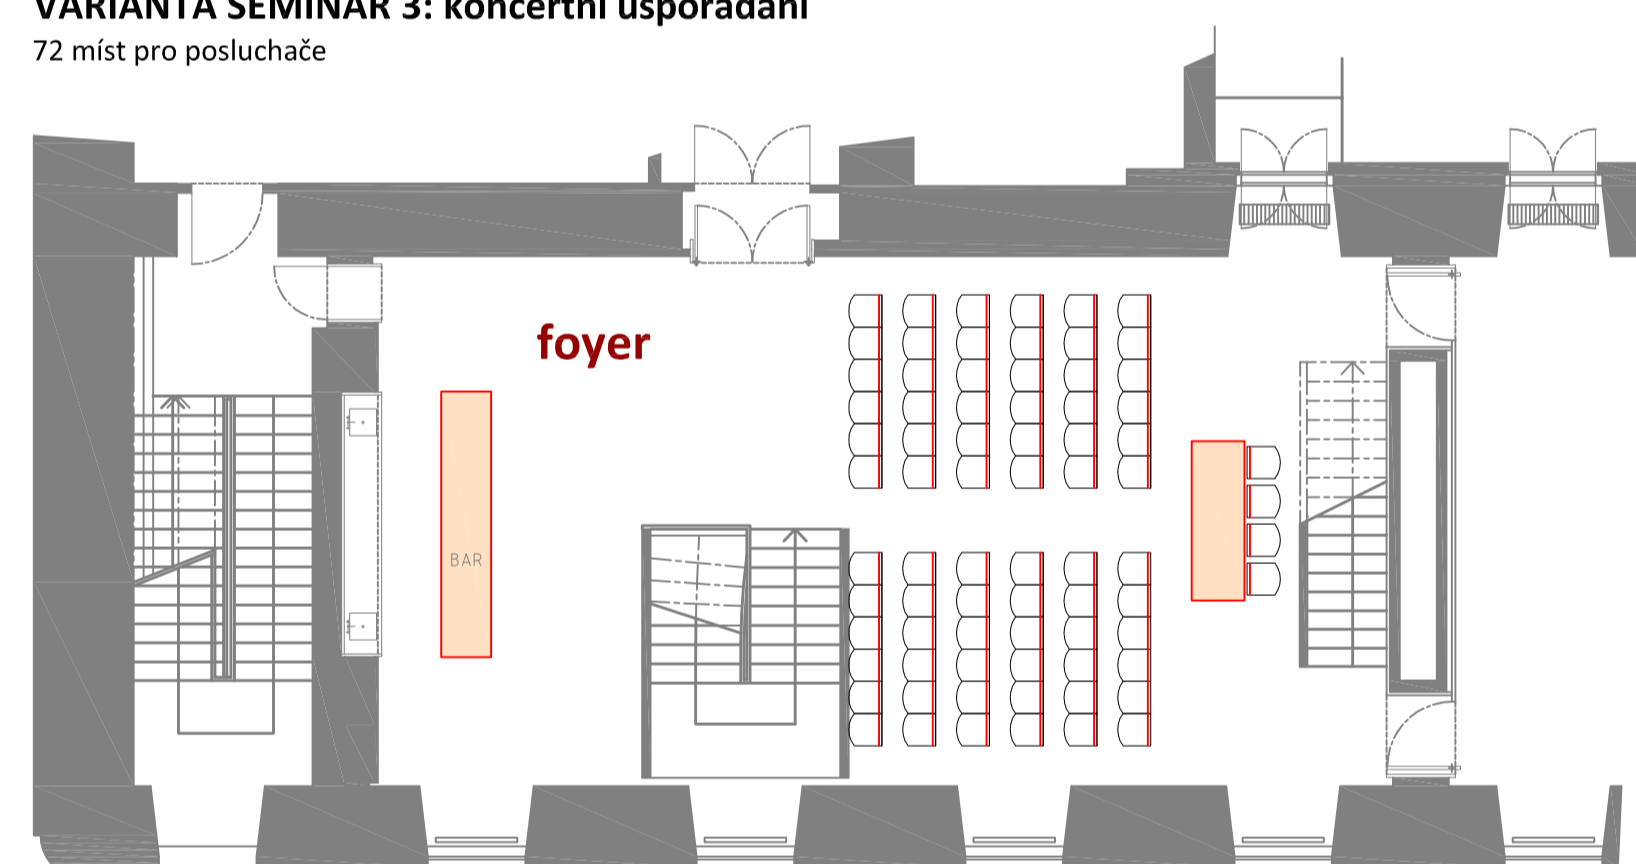 VARIANTA SEMINÁŘ 3: koncertní uspořádání
72 míst pro posluchače
foyer
BAR